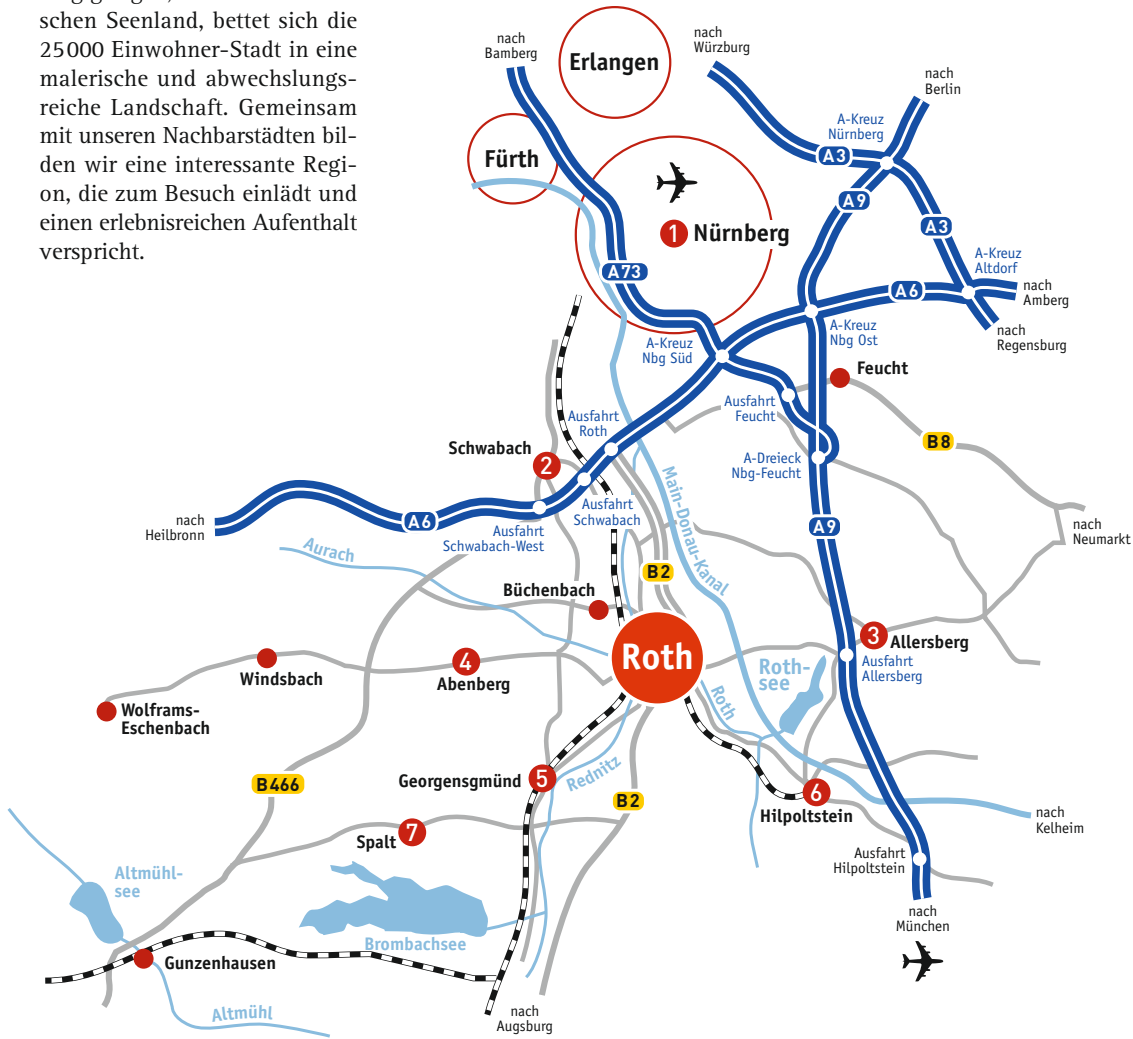 schen Seenland, bettet sich die
25000 Einwohner-Stadt in eine
malerische und abwechslungs-
reiche Landschaft. Gemeinsam
mit unseren Nachbarstädten bil-
den wir eine interessante Regi-
on, die zum Besuch einlädt und
einen erlebnisreichen Aufenthalt
verspricht.
nach
Bamberg
Erlangen
nach
Würzburg
nach
Berlin
A-Kreuz
Nürnberg
Fürth
A3
A9
1 Nürnberg
A3
A73
A-Kreuz
Altdorf
A6
nach
Amberg
nach
Regensburg
A-Kreuz
Nbg Süd
A-Kreuz
Nbg Ost
Feucht
Ausfahrt
Feucht
Ausfahrt
Roth
Schwabach
2
B8
A-Dreieck
Nbg-Feucht
Main-Donau-Kanal
Ausfahrt
Schwabach
nach
Heilbronn
A6
Ausfahrt
Schwabach-West
A9
nach
Neumarkt
Aurach
B2
Büchenbach
Roth
3
Allersberg
Ausfahrt
Allersberg
Windsbach
4
Abenberg
Roth-
see
Roth
Wolframs-
Eschenbach
Georgensgmünd
5
Rednitz
B466
B2
6
Hilpoltstein
nach
Kelheim
Spalt
7
Ausfahrt
Hilpoltstein
Altmühl-
see
Brombachsee
nach
München
Gunzenhausen
Altmühl
nach
Augsburg